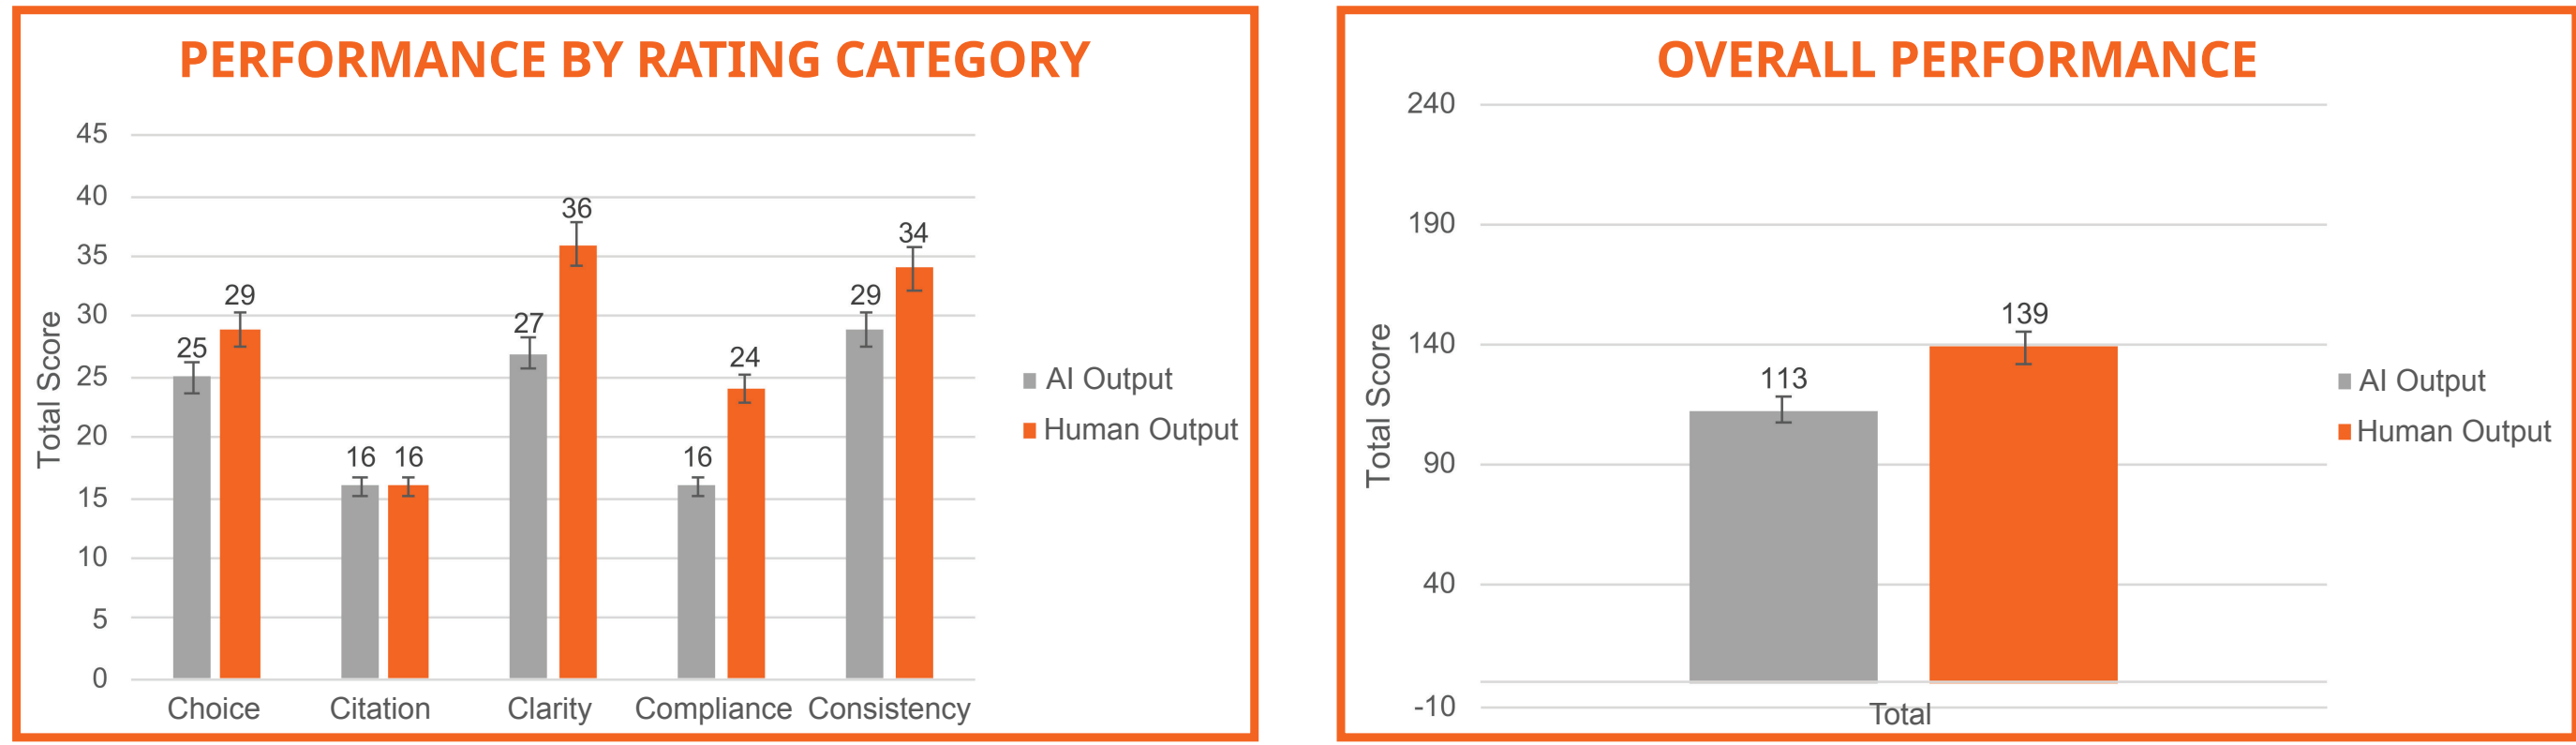 PERFORMANCE BY RATING CATEGORY
45
40
35
30
25
20
15
10
5
0
Total Score
25
29
16
16
27
36
16
24
29
34
Choice
Citation
Clarity
Compliance
Consistency
AI Output
Human Output
OVERALL PERFORMANCE
240
190
140
90
40
-10
Total Score
113
139
Total
AI Output
Human Output